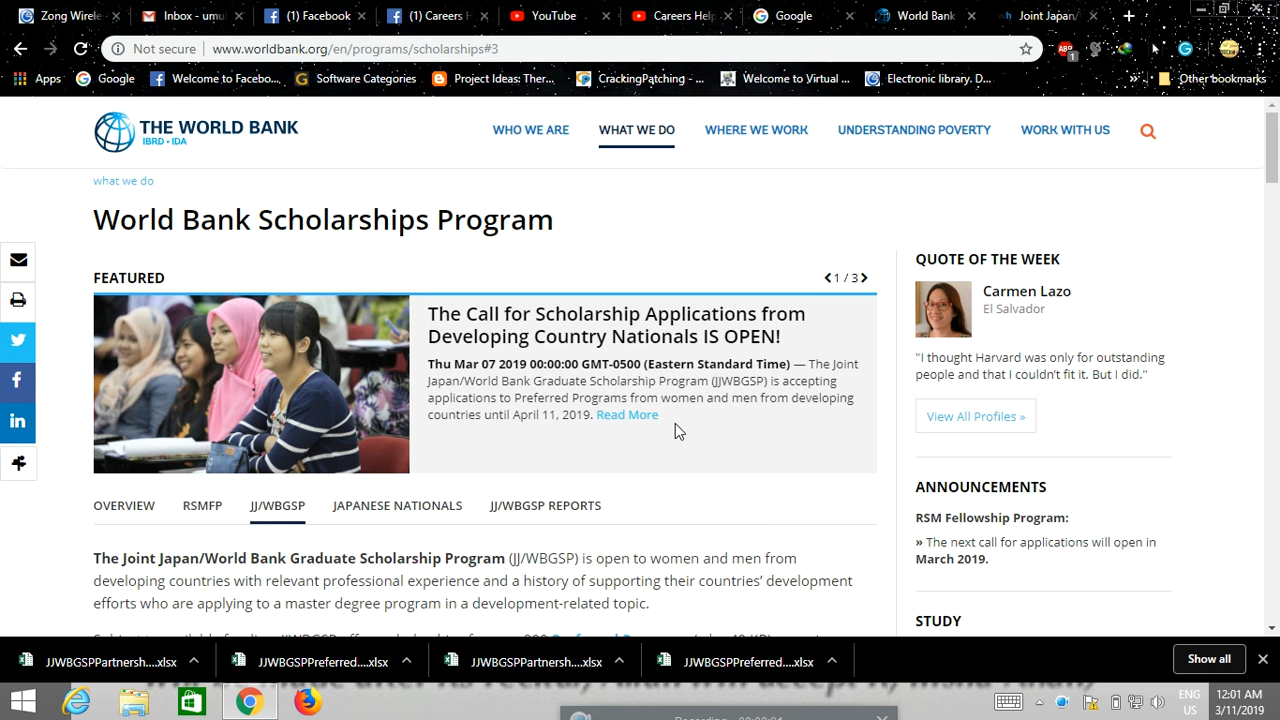 Zong Wireles
Inbox - umu
(1) Facebook
(1) Careers H
YouTube
Careers Help
Google
World Bank
Joint Japan/
Not secure
www.worldbank.org/en/programs/scholarships#3
ABP
1
Apps
Google
Welcome to Facebo...
Software Categories
Project Ideas: Ther...
CrackingPatching - ...
Welcome to Virtual ...
Electronic library. D...
»
Other bookmarks
THE WORLD BANK
IBRD • IDA
WHO WE ARE
WHAT WE DO
WHERE WE WORK
UNDERSTANDING POVERTY
WORK WITH US
what we do
World Bank Scholarships Program
FEATURED
1 / 3
The Call for Scholarship Applications from
Developing Country Nationals IS OPEN!
Thu Mar 07 2019 00:00:00 GMT-0500 (Eastern Standard Time) — The Joint
Japan/World Bank Graduate Scholarship Program (JJWBGSP) is accepting
applications to Preferred Programs from women and men from developing
countries until April 11, 2019. Read More
OVERVIEW
RSMFP
JJ/WBGSP
JAPANESE NATIONALS
JJ/WBGSP REPORTS
The Joint Japan/World Bank Graduate Scholarship Program (JJ/WBGSP) is open to women and men from
developing countries with relevant professional experience and a history of supporting their countries’ development
efforts who are applying to a master degree program in a development-related topic.
QUOTE OF THE WEEK
Carmen Lazo
El Salvador
"I thought Harvard was only for outstanding
people and that I couldn’t fit it. But I did."
View All Profiles »
ANNOUNCEMENTS
RSM Fellowship Program:
» The next call for applications will open in
March 2019.
STUDY
JJWBGSPPartnersh....xlsx
JJWBGSPPreferred....xlsx
JJWBGSPPartnersh....xlsx
JJWBGSPPreferred....xlsx
Show all
ENG
US
12:01 AM
3/11/2019